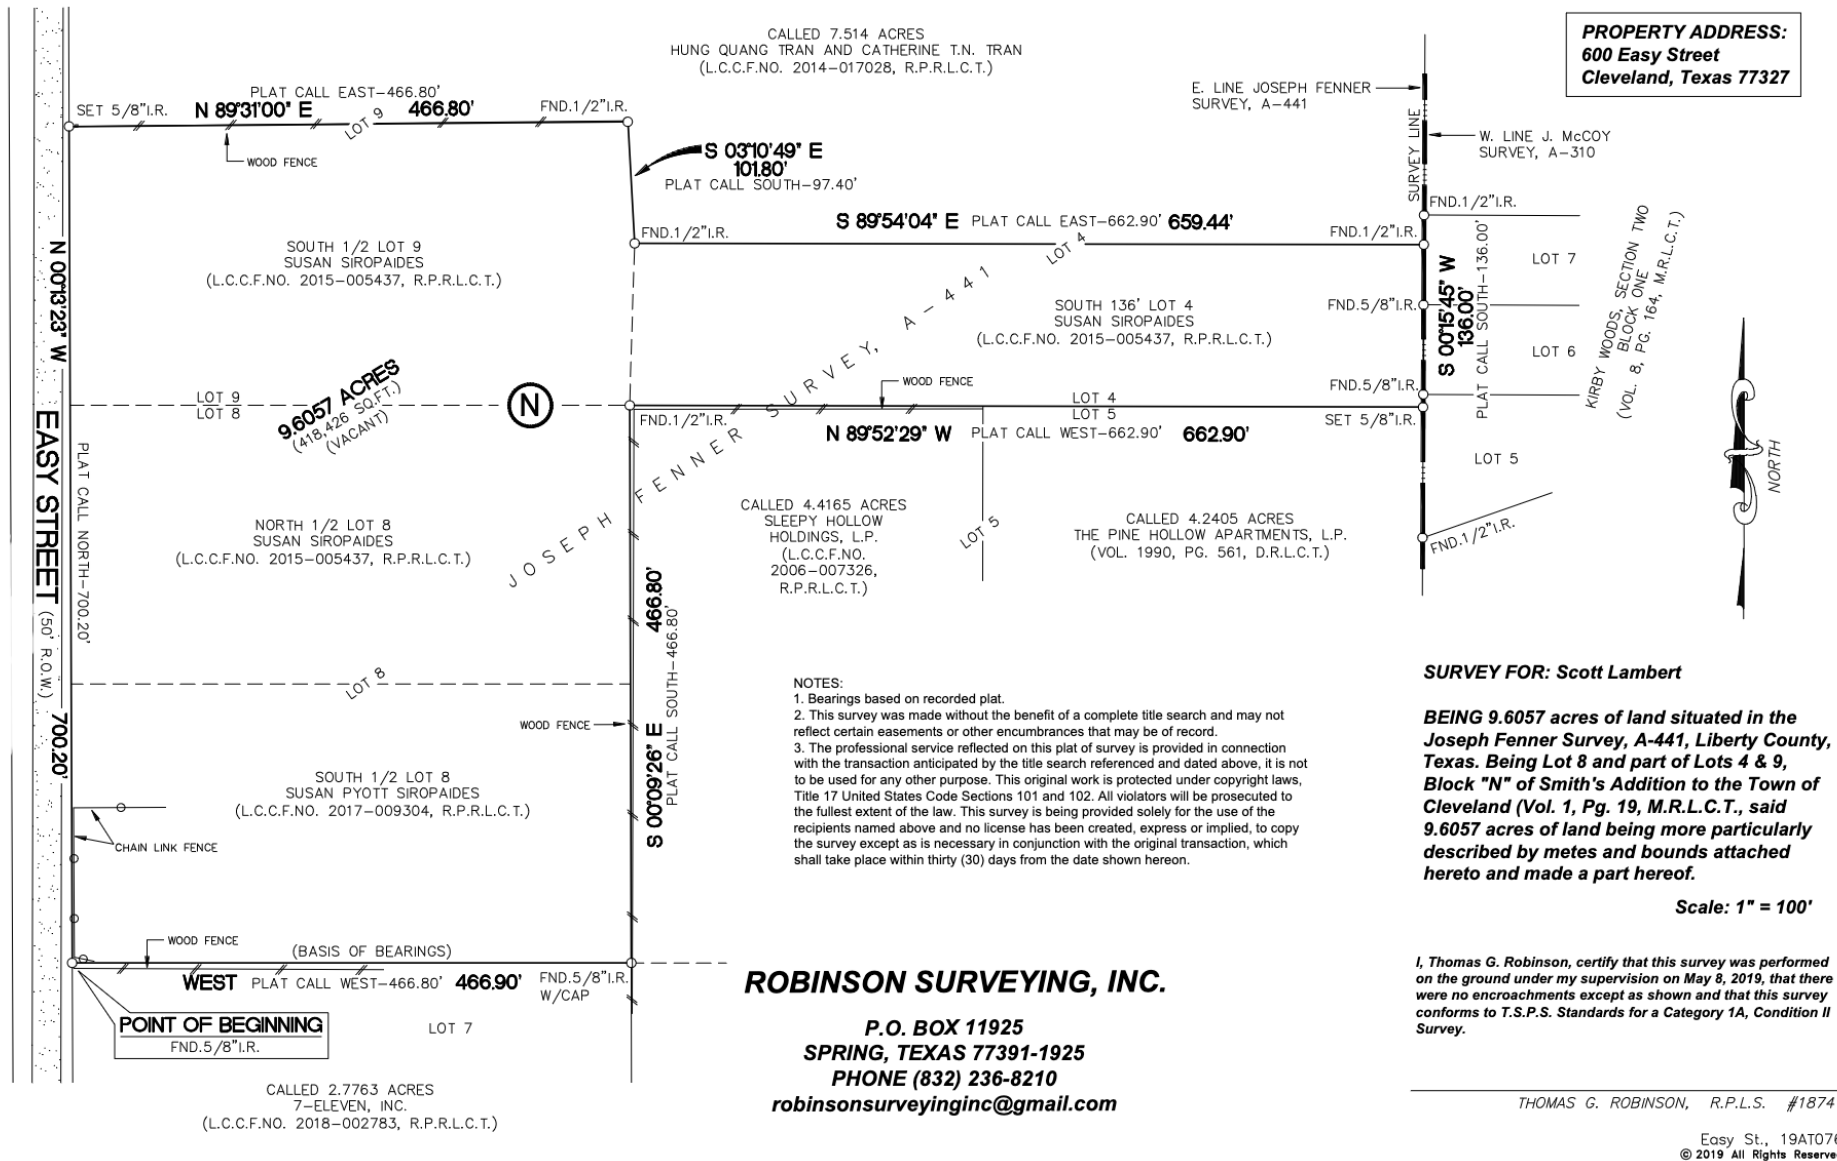 CALLED 7.514 ACRES
HUNG QUANG TRAN AND CATHERINE T.N. TRAN
(L.C.C.F.NO. 2014-017028, R.P.R.L.C.T.)
PROPERTY ADDRESS:
600 Easy Street
Cleveland, Texas 77327
PLAT CALL EAST-466.80'
SET 5/8"I.R.
N 89°31'00" E
466.80'
FND.1/2"I.R.
LOT 9
WOOD FENCE
E. LINE JOSEPH FENNER
SURVEY, A-441
SURVEY LINE
W. LINE J. McCOY
SURVEY, A-310
S 03°10'49" E
101.80'
PLAT CALL SOUTH-97.40'
FND.1/2"I.R.
S 89°54'04" E PLAT CALL EAST-662.90' 659.44'
FND.1/2"I.R.
FND.1/2"I.R.
LOT 4
N 00°13'23" W
SOUTH 1/2 LOT 9
SUSAN SIROPAIDES
(L.C.C.F.NO. 2015-005437, R.P.R.L.C.T.)
SOUTH 136' LOT 4
SUSAN SIROPAIDES
(L.C.C.F.NO. 2015-005437, R.P.R.L.C.T.)
FND.5/8"I.R.
S 00°15'45" W
136.00'
PLAT CALL SOUTH-136.00'
LOT 7
LOT 6
KIRBY WOODS, SECTION TWO
BLOCK ONE
(VOL. 8, PG. 164, M.R.L.C.T.)
JOSEPH FENNER SURVEY, A-441
LOT 9
LOT 8
9.6057 ACRES
(418,426 SQ.FT.)
(VACANT)
N
WOOD FENCE
FND.5/8"I.R.
LOT 4
LOT 5
FND.1/2"I.R.
SET 5/8"I.R.
N 89°52'29" W PLAT CALL WEST-662.90' 662.90'
LOT 5
NORTH
EASY STREET (50' R.O.W.)
PLAT CALL NORTH-700.20'
700.20'
NORTH 1/2 LOT 8
SUSAN SIROPAIDES
(L.C.C.F.NO. 2015-005437, R.P.R.L.C.T.)
CALLED 4.4165 ACRES
SLEEPY HOLLOW
HOLDINGS, L.P.
(L.C.C.F.NO.
2006-007326,
R.P.R.L.C.T.)
LOT 5
CALLED 4.2405 ACRES
THE PINE HOLLOW APARTMENTS, L.P.
(VOL. 1990, PG. 561, D.R.L.C.T.)
FND.1/2"I.R.
466.80'
S 00°09'26" E
PLAT CALL SOUTH-466.80'
LOT 8
WOOD FENCE
SOUTH 1/2 LOT 8
SUSAN PYOTT SIROPAIDES
(L.C.C.F.NO. 2017-009304, R.P.R.L.C.T.)
CHAIN LINK FENCE
NOTES:
1. Bearings based on recorded plat.
2. This survey was made without the benefit of a complete title search and may not
reflect certain easements or other encumbrances that may be of record.
3. The professional service reflected on this plat of survey is provided in connection
with the transaction anticipated by the title search referenced and dated above, it is not
to be used for any other purpose. This original work is protected under copyright laws,
Title 17 United States Code Sections 101 and 102. All violators will be prosecuted to
the fullest extent of the law. This survey is being provided solely for the use of the
recipients named above and no license has been created, express or implied, to copy
the survey except as is necessary in conjunction with the original transaction, which
shall take place within thirty (30) days from the date shown hereon.
SURVEY FOR: Scott Lambert
BEING 9.6057 acres of land situated in the
Joseph Fenner Survey, A-441, Liberty County,
Texas. Being Lot 8 and part of Lots 4 & 9,
Block "N" of Smith's Addition to the Town of
Cleveland (Vol. 1, Pg. 19, M.R.L.C.T., said
9.6057 acres of land being more particularly
described by metes and bounds attached
hereto and made a part hereof.
Scale: 1" = 100'
WOOD FENCE
(BASIS OF BEARINGS)
WEST PLAT CALL WEST-466.80' 466.90'
FND.5/8"I.R.
W/CAP
POINT OF BEGINNING
FND.5/8"I.R.
LOT 7
CALLED 2.7763 ACRES
7-ELEVEN, INC.
(L.C.C.F.NO. 2018-002783, R.P.R.L.C.T.)
ROBINSON SURVEYING, INC.
P.O. BOX 11925
SPRING, TEXAS 77391-1925
PHONE (832) 236-8210
robinsonsurveyinginc@gmail.com
I, Thomas G. Robinson, certify that this survey was performed
on the ground under my supervision on May 8, 2019, that there
were no encroachments except as shown and that this survey
conforms to T.S.P.S. Standards for a Category 1A, Condition II
Survey.
THOMAS G. ROBINSON, R.P.L.S. #1874
Easy St., 19AT076
© 2019 All Rights Reserve